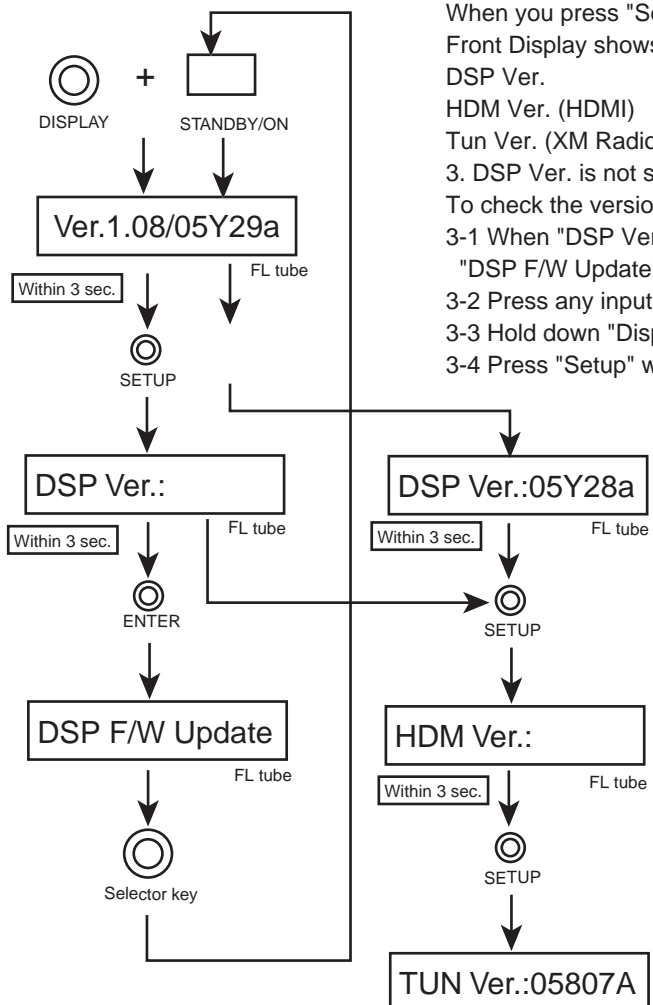 When you press "Se
Front Display shows
DSP Ver.
HDM Ver. (HDMI)
Tun Ver. (XM Radio
3. DSP Ver. is not s
To check the versio
3-1 When "DSP Ver
"DSP F/W Update
3-2 Press any input
3-3 Hold down "Disp
3-4 Press "Setup" w
+
DISPLAY
STANDBY/ON
Ver.1.08/05Y29a
FL tube
Within 3 sec.
SETUP
DSP Ver.:
FL tube
Within 3 sec.
ENTER
DSP F/W Update
FL tube
Selector key
DSP Ver.:05Y28a
FL tube
Within 3 sec.
SETUP
HDM Ver.:
FL tube
Within 3 sec.
SETUP
TUN Ver.:05807A